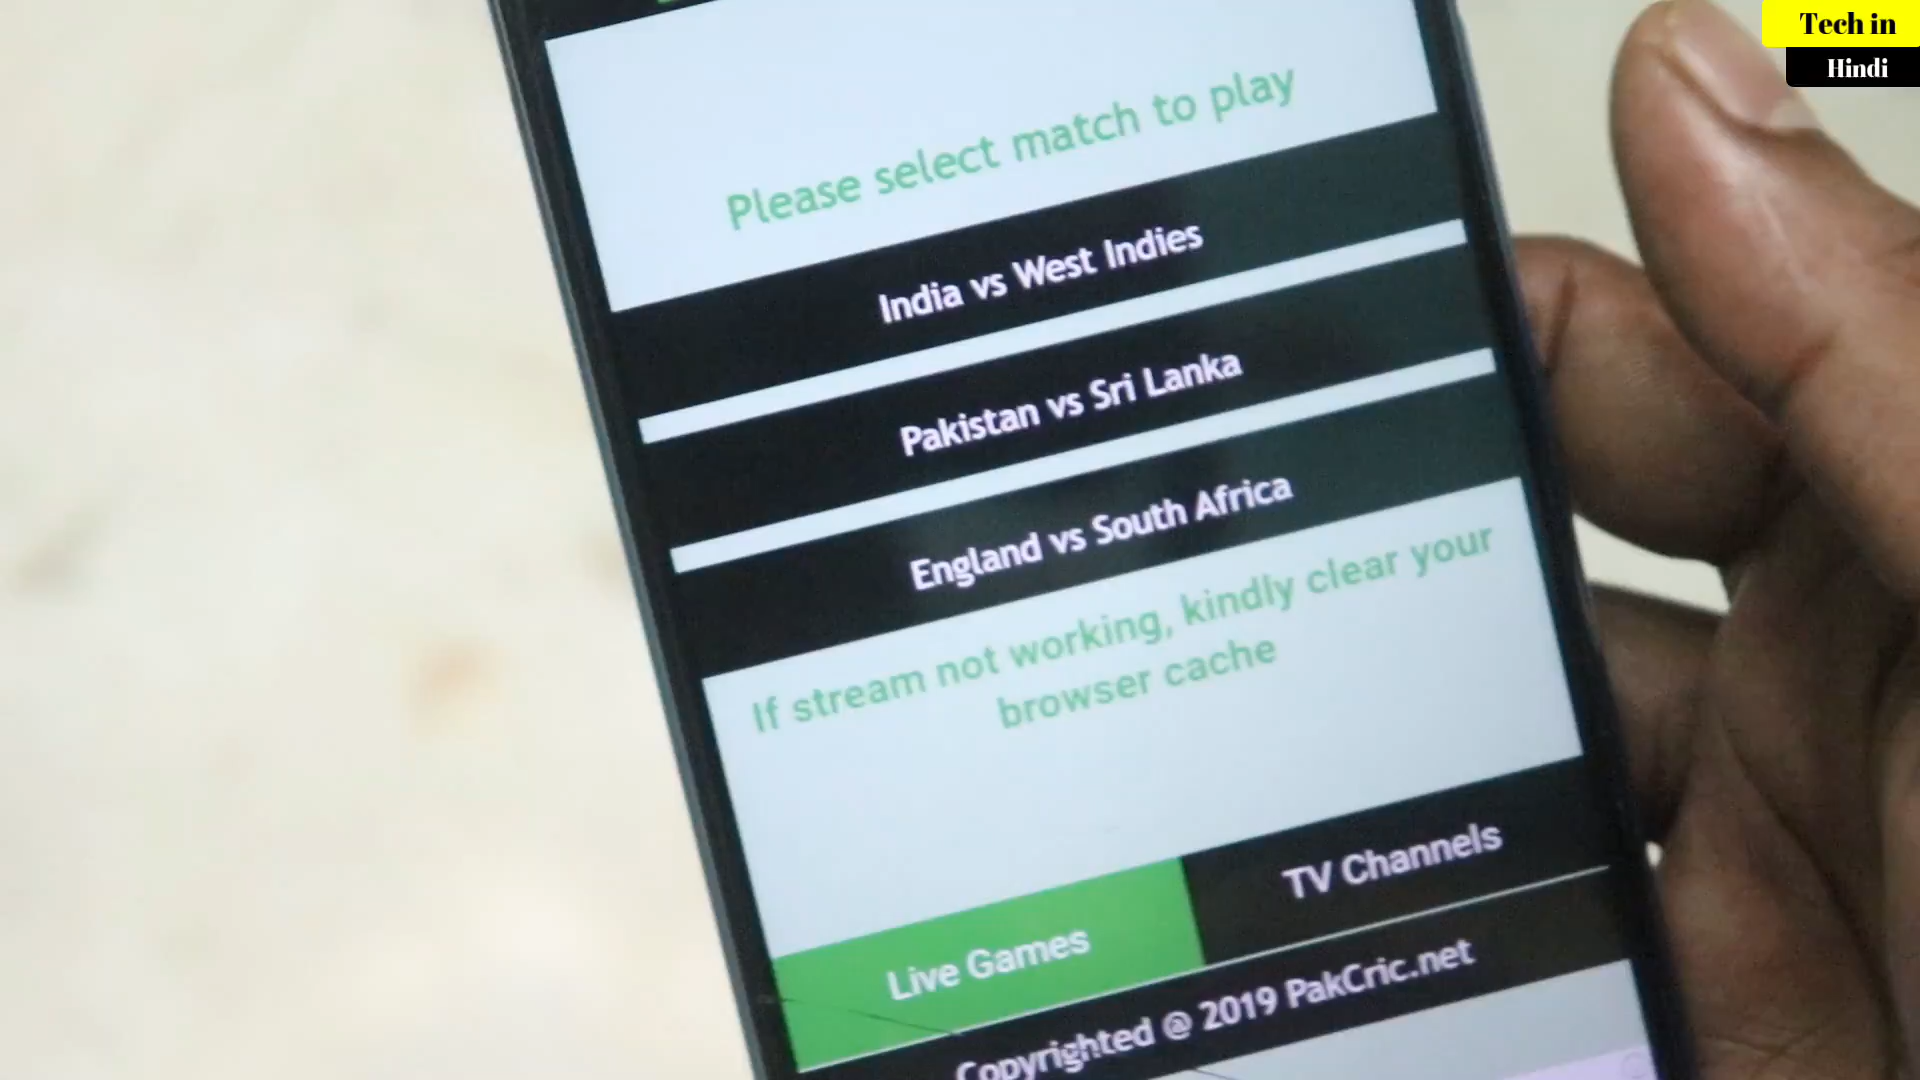 Tech in
Hindi
Please select match to play
India vs West Indies
Pakistan vs Sri Lanka
England vs South Africa
If stream not working, kindly clear your
browser cache
Live Games
TV Channels
Copyrighted @ 2019 PakCric.net